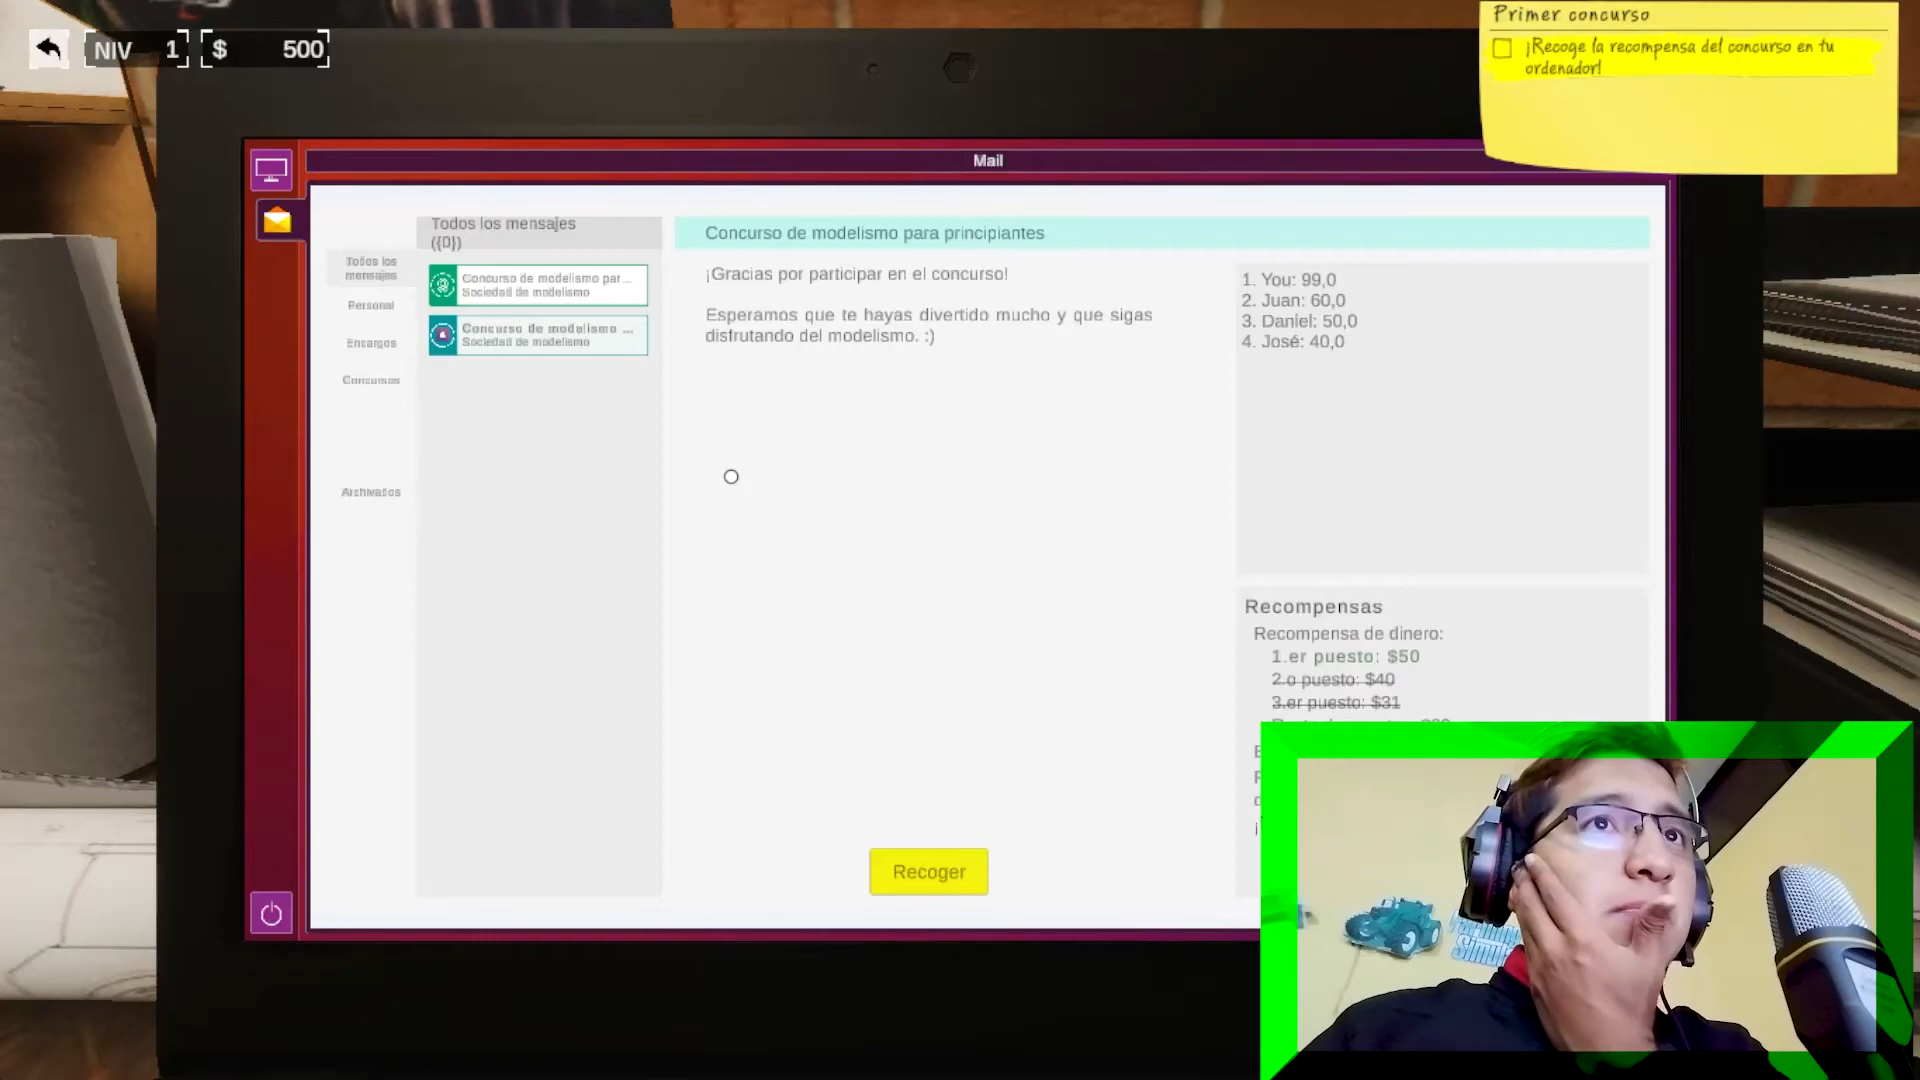 NIV 1 $ 500
Primer concurso
¡Recoge la recompensa del concurso en tu
ordenador!
Mail
Todos los mensajes
({0})
Todos los
mensajes
Personal
Encargos
Concursos
Archivados
Concurso de modelismo par...
Sociedad de modelismo
Concurso de modelismo ...
Sociedad de modelismo
Concurso de modelismo para principiantes
¡Gracias por participar en el concurso!
Esperamos que te hayas divertido mucho y que sigas
disfrutando del modelismo. :)
Recoger
1. You: 99,0
2. Juan: 60,0
3. Daniel: 50,0
4. José: 40,0
Recompensas
Recompensa de dinero:
1.er puesto: $50
2.o puesto: $40
3.er puesto: $31